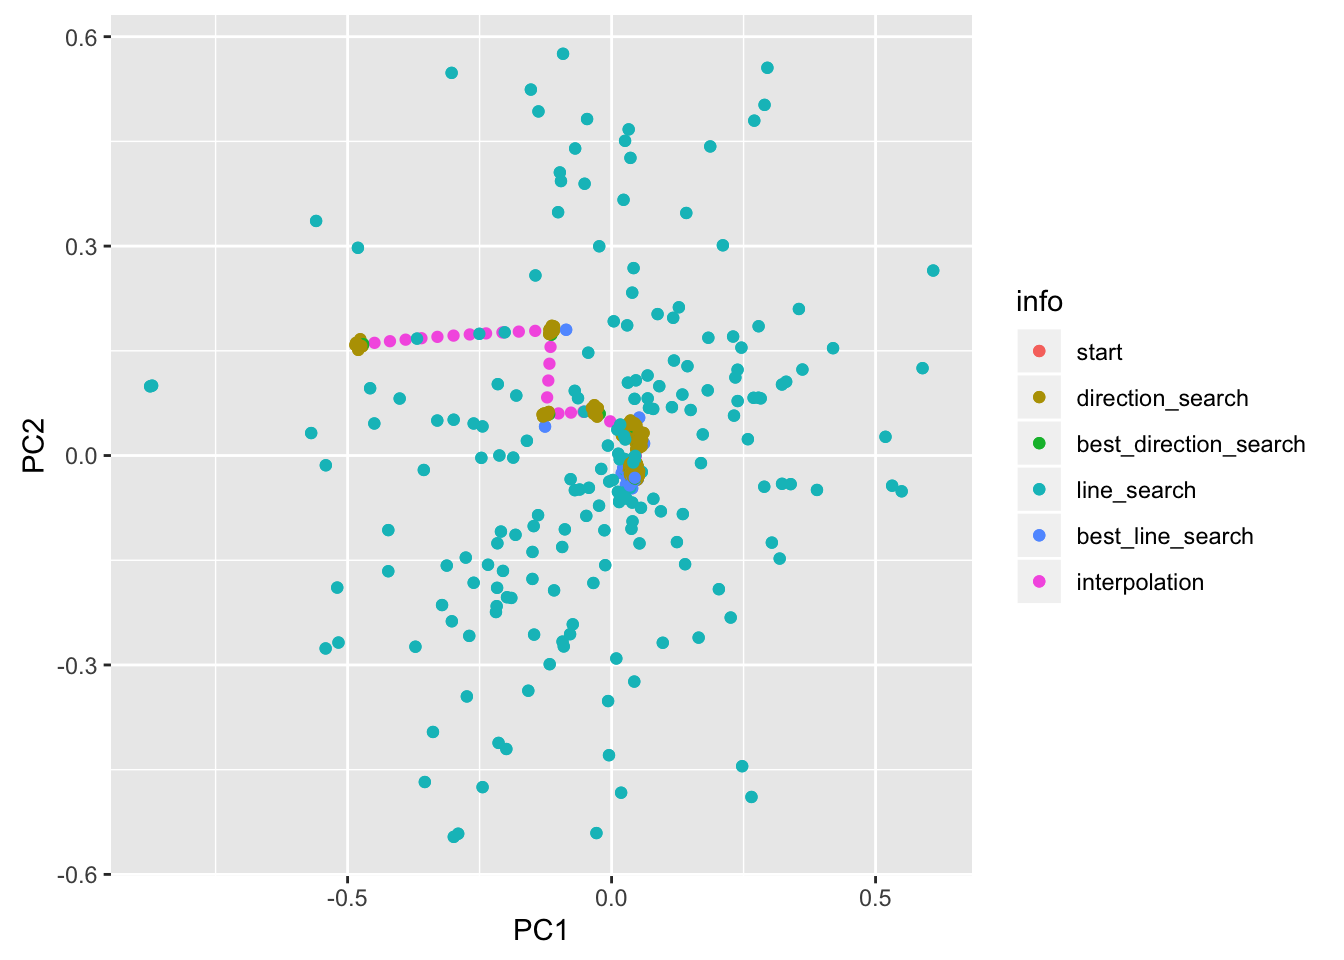 0.6
0.3
0.0
-0.3
-0.6
PC2
-0.5
0.0
0.5
PC1
info
start
direction_search
best_direction_search
line_search
best_line_search
interpolation